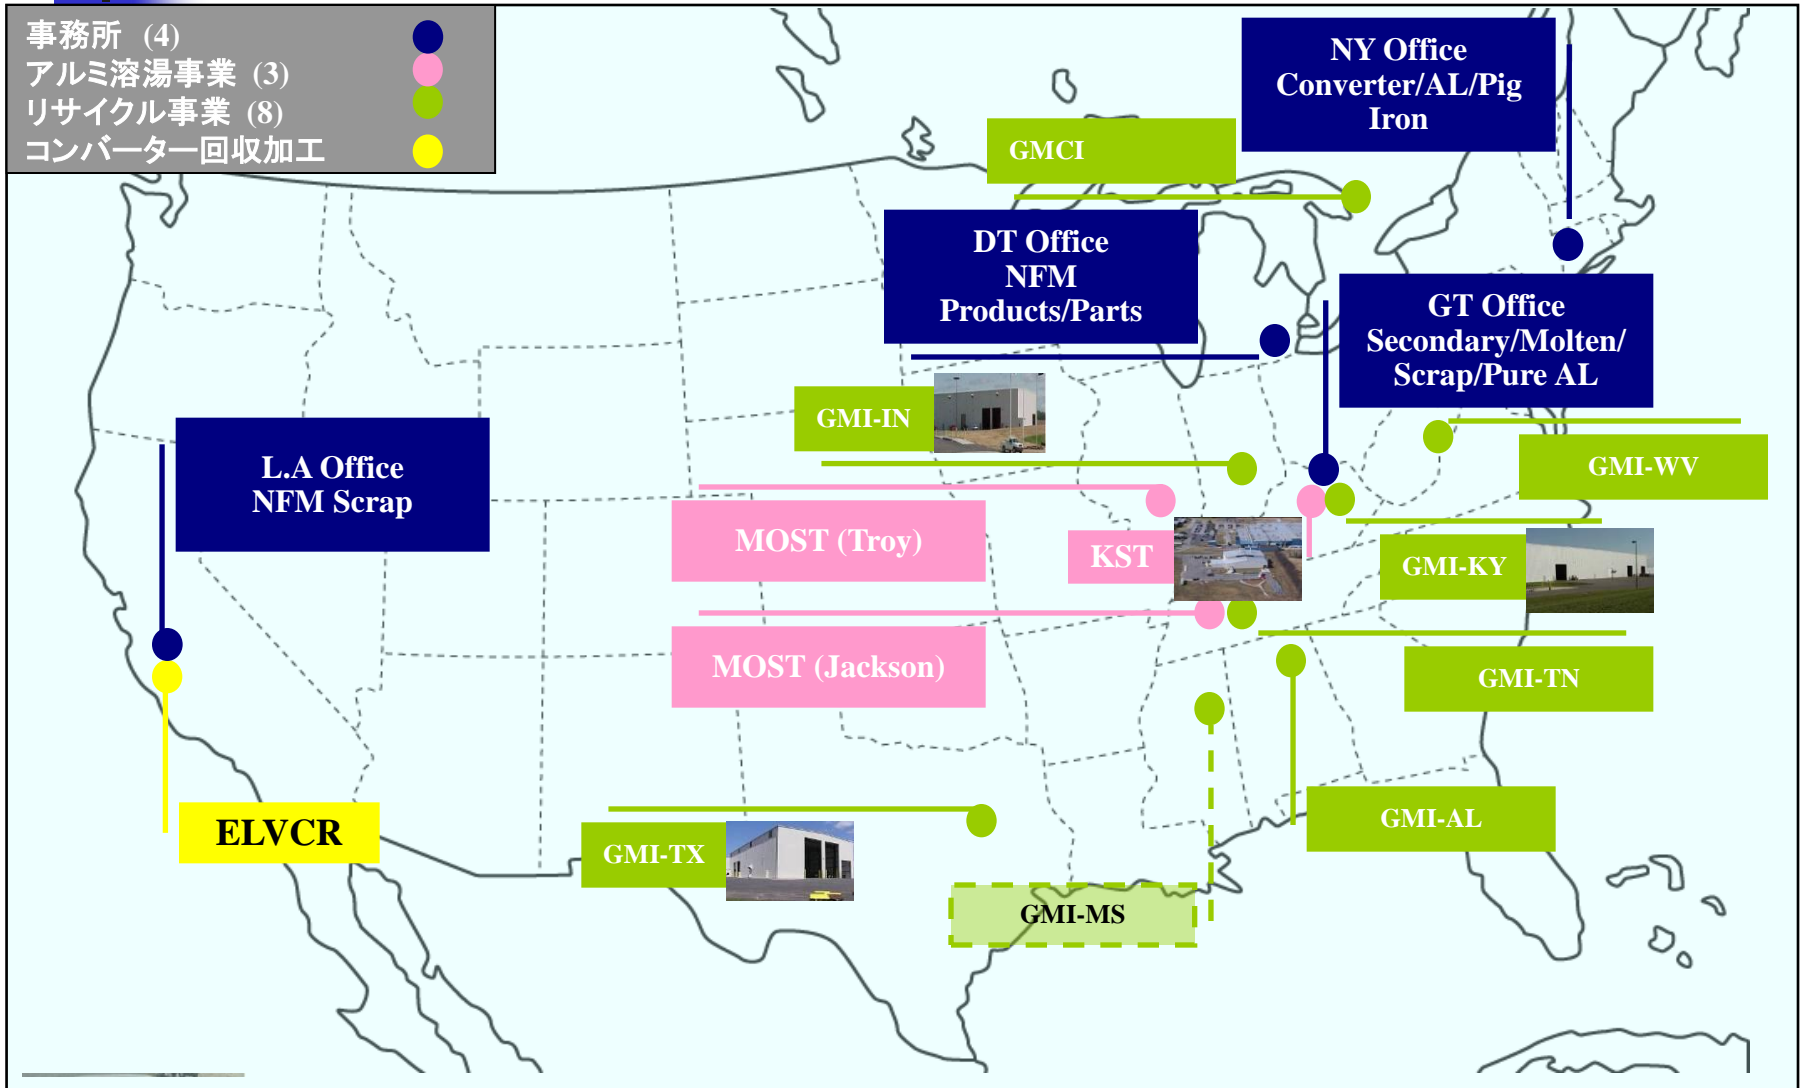 事務所 (4)
アルミ溶湯事業 (3)
リサイクル事業 (8)
コンバーター回収加工
NY Office
Converter/AL/Pig
Iron
GMCI
DT Office
NFM
Products/Parts
GT Office
Secondary/Molten/
Scrap/Pure AL
GMI-IN
GMI-WV
L.A Office
NFM Scrap
MOST (Troy)
KST
GMI-KY
MOST (Jackson)
GMI-TN
ELVCR
GMI-TX
GMI-AL
GMI-MS